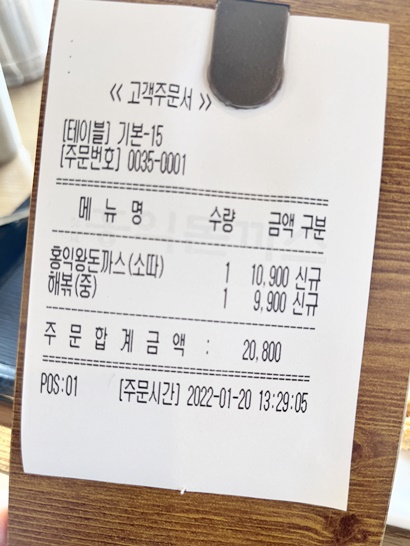 << 고객주문서 >>
[테이블] 기본-15
[주문번호] 0035-0001
메 뉴 명 수량 금액 구분
홍익왕돈까스(소따) 1 10,900 신규
해볶(중) 1 9,900 신규
주 문 합 계 금 액 : 20,800
POS:01 [주문시간] 2022-01-20 13:29:05